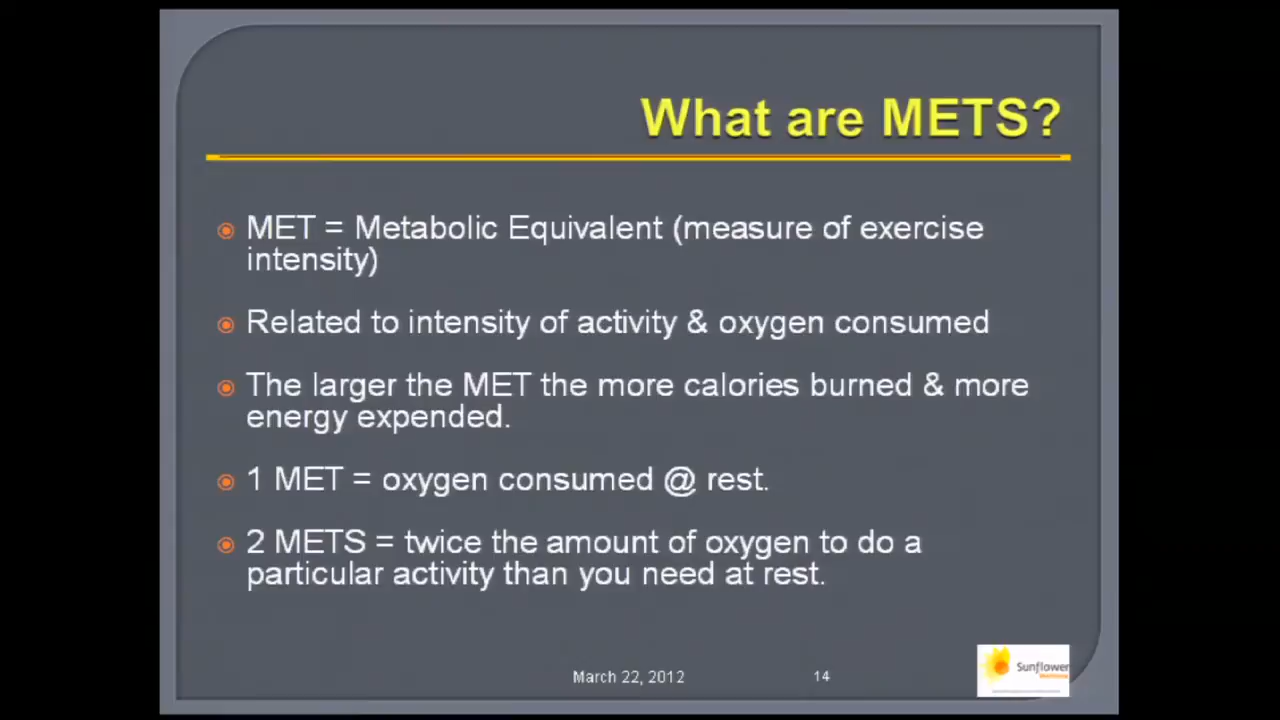 What are METS?
MET = Metabolic Equivalent (measure of exercise
intensity)
Related to intensity of activity & oxygen consumed
The larger the MET the more calories burned & more
energy expended.
1 MET = oxygen consumed @ rest.
2 METS = twice the amount of oxygen to do a
particular activity than you need at rest.
March 22, 2012
14
Sunflower